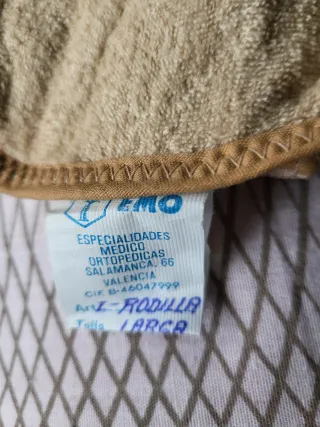 EMO
ESPECIALIDADES
MEDICO
ORTOPEDICAS
SALAMANCA, 66
VALENCIA
CIF. B-46047999
Art. I-RODILLA
Talla LARGA